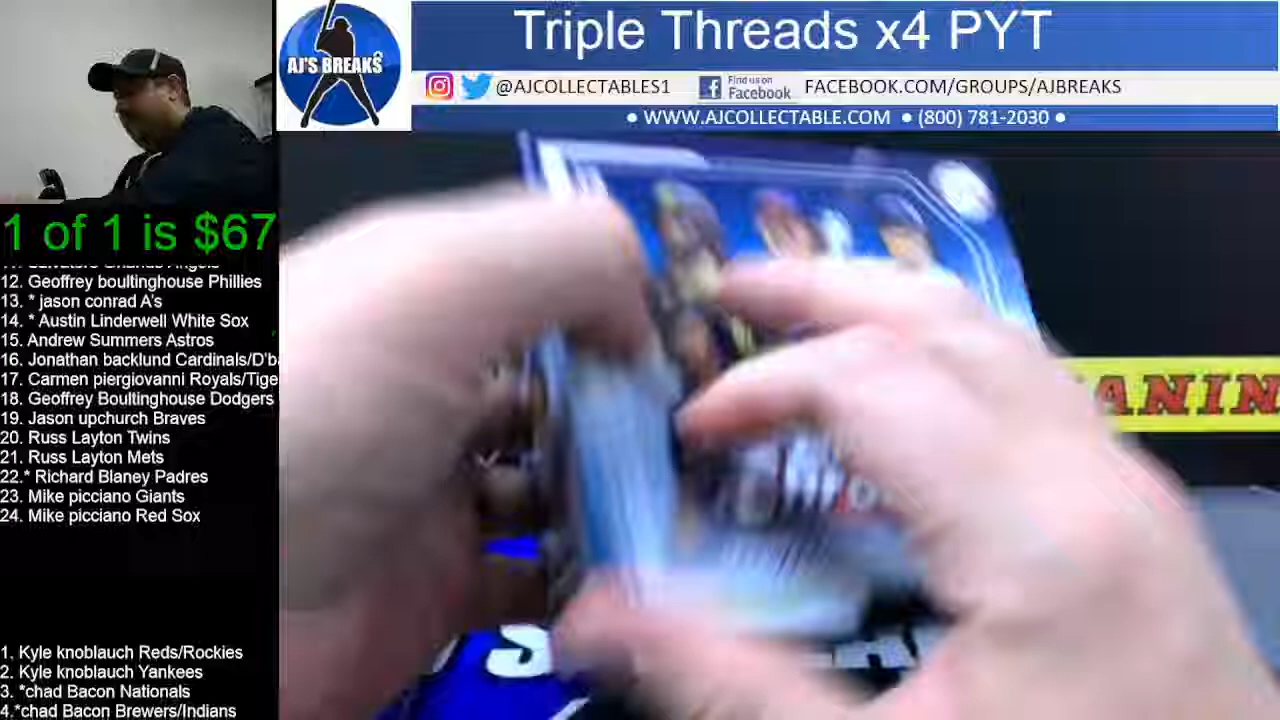 Triple Threads x4 PYT
AJ'S BREAKS
@AJCOLLECTABLES1
Find us on
Facebook
FACEBOOK.COM/GROUPS/AJBREAKS
• WWW.AJCOLLECTABLE.COM • (800) 781-2030 •
1 of 1 is $67
12. Geoffrey boultinghouse Phillies
13. * jason conrad A's
14. * Austin Linderwell White Sox
15. Andrew Summers Astros
16. Jonathan backlund Cardinals/D'b
17. Carmen piergiovanni Royals/Tige
18. Geoffrey Boultinghouse Dodgers
19. Jason upchurch Braves
20. Russ Layton Twins
21. Russ Layton Mets
22.* Richard Blaney Padres
23. Mike picciano Giants
24. Mike picciano Red Sox
1. Kyle knoblauch Reds/Rockies
2. Kyle knoblauch Yankees
3. *chad Bacon Nationals
4.*chad Bacon Brewers/Indians
ANIN